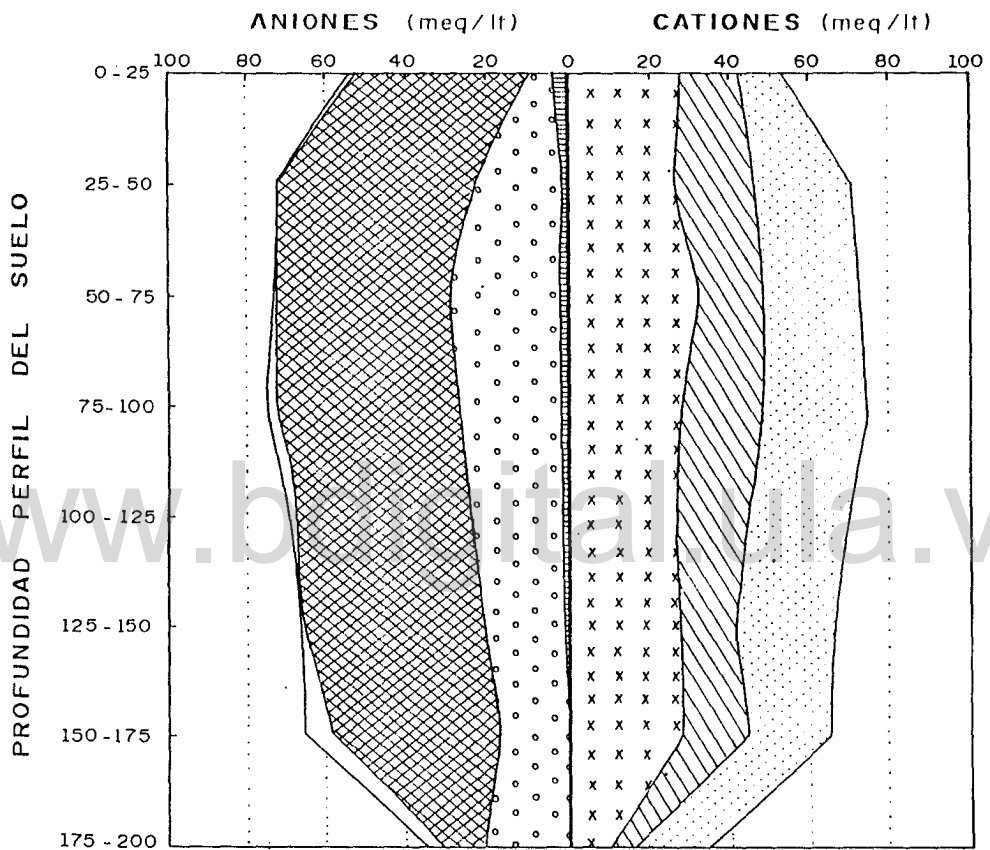 ANIONES (meq/lt) CATIONES (meq/lt)
100 80 60 40 20 0 20 40 60 80 100
PROFUNDIDAD PERFIL DEL SUELO
0-25
25-50
50-75
75-100
100-125
125-150
150-175
175-200
www.bdigital.ula.v